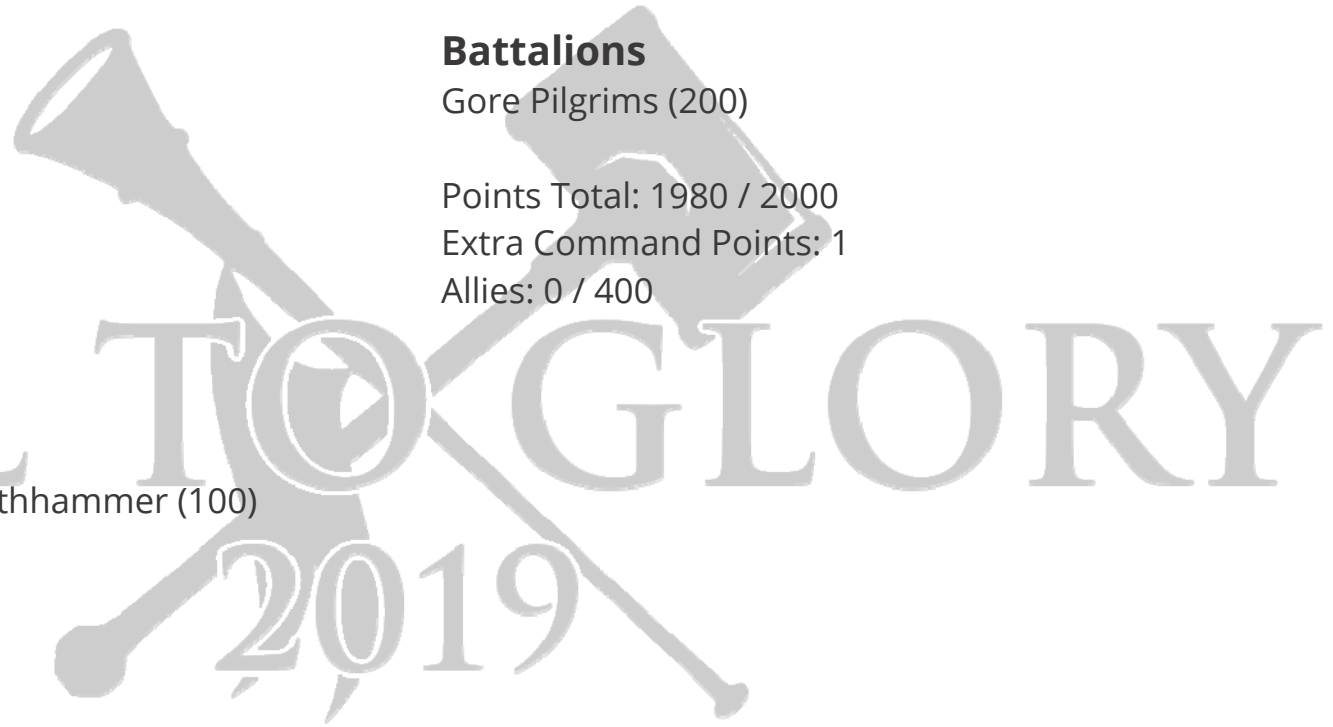 Battalions
Gore Pilgrims (200)
Points Total: 1980 / 2000
Extra Command Points: 1
Allies: 0 / 400
TO GLORY
thhammer (100)
2019